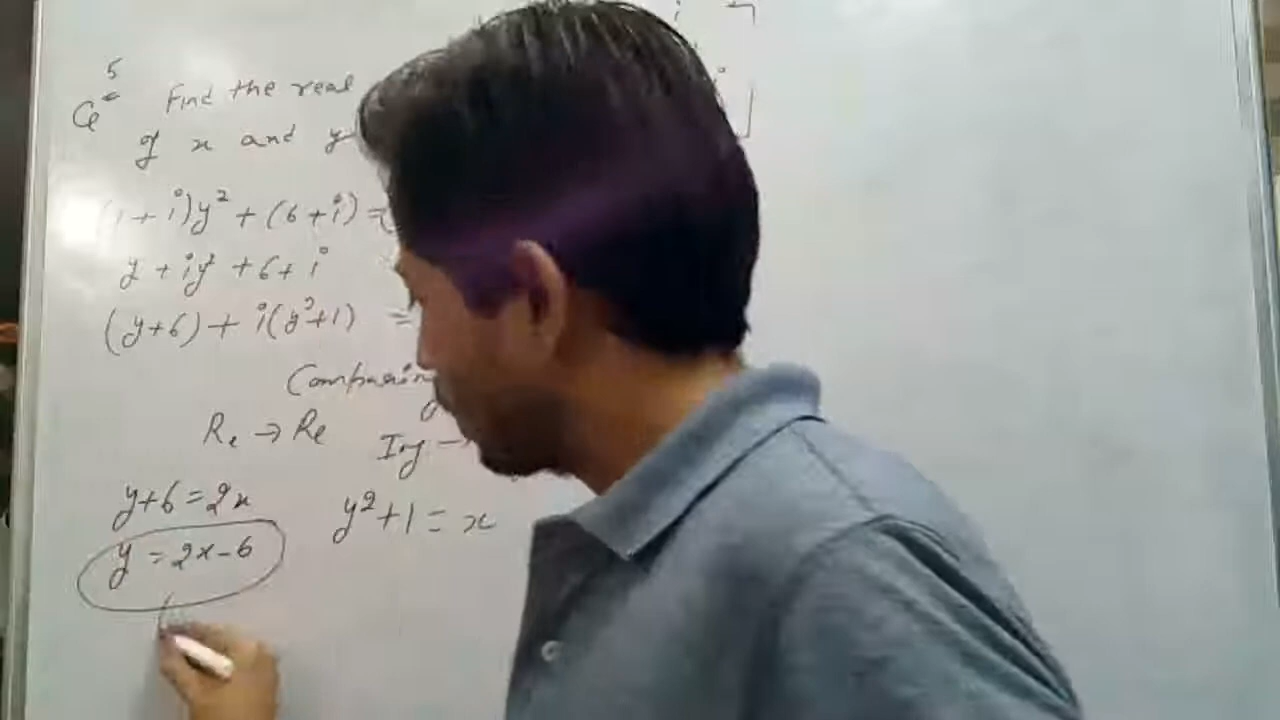 5
Find the real
of x and y
(1+i)y² + (6+i) =
y + iy² + 6 + i
(y+6) + i(y²+1) =
Comparing
Re → Re Img →
y+6 = 2x y²+1 = x
y = 2x-6